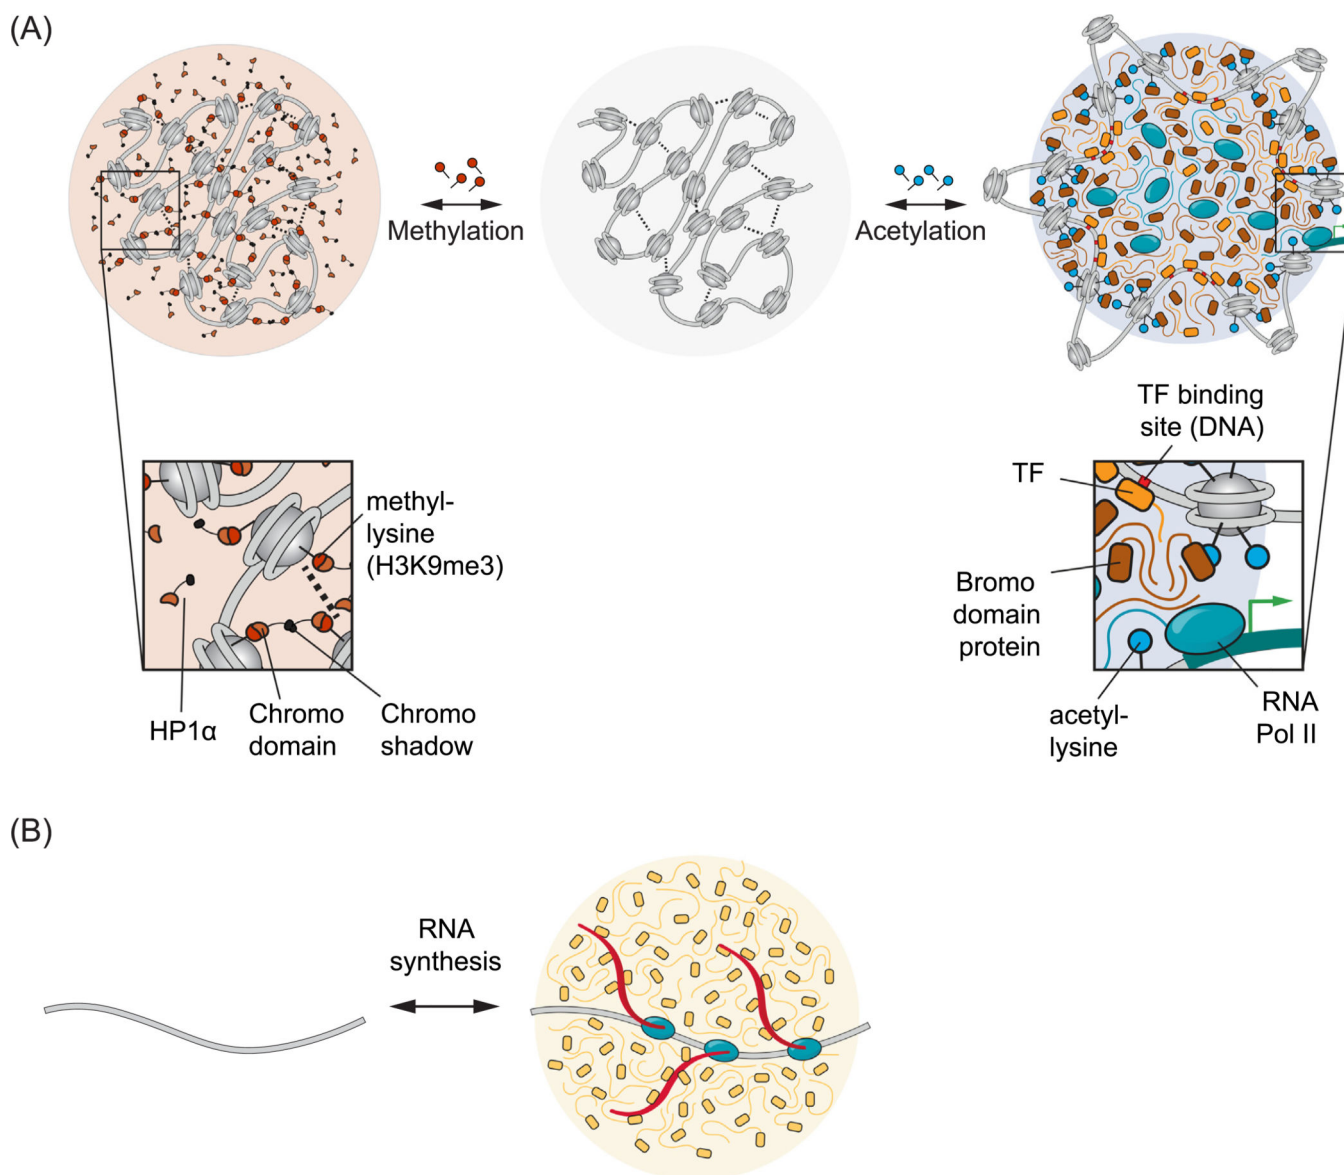 (A)
Methylation
Acetylation
TF binding
site (DNA)
TF
methyl-
lysine
(H3K9me3)
Bromo
domain
protein
HP1α
Chromo
domain
Chromo
shadow
acetyl-
lysine
RNA
Pol II
(B)
RNA
synthesis